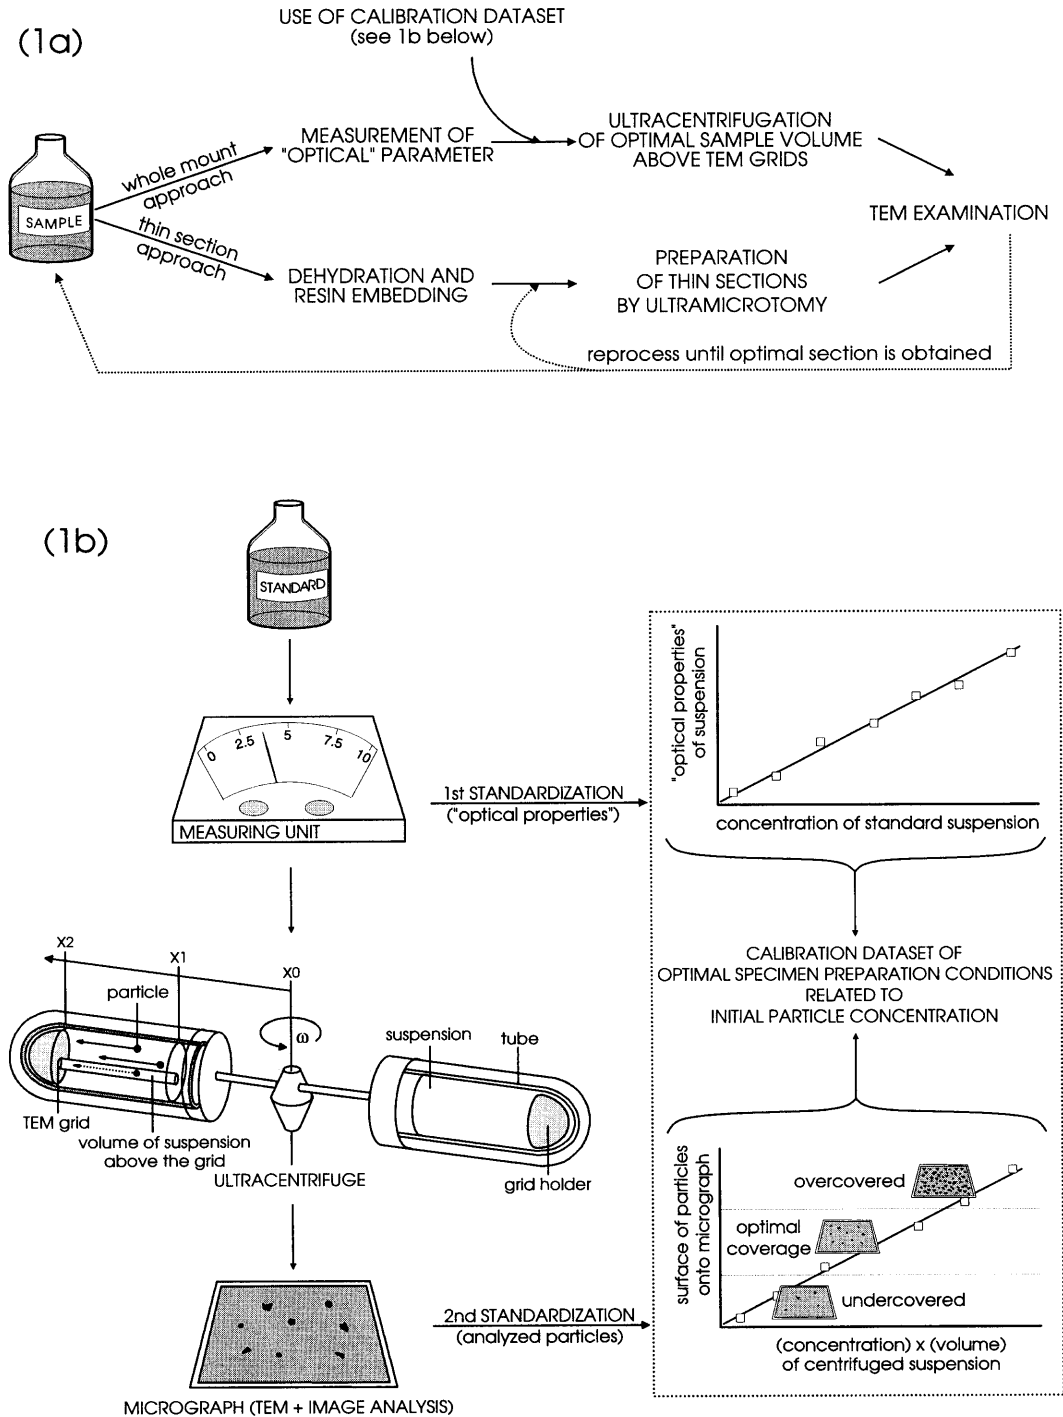 (1a)
USE OF CALIBRATION DATASET
(see 1b below)
MEASUREMENT OF
"OPTICAL" PARAMETER
ULTRACENTRIFUGATION
OF OPTIMAL SAMPLE VOLUME
ABOVE TEM GRIDS
whole mount
approach
SAMPLE
thin section
approach
TEM EXAMINATION
DEHYDRATION AND
RESIN EMBEDDING
PREPARATION
OF THIN SECTIONS
BY ULTRAMICROTOMY
reprocess until optimal section is obtained
(1b)
STANDARD
0 2.5 5 7.5 10
MEASURING UNIT
1st STANDARDIZATION
("optical properties")
"optical properties"
of suspension
concentration of standard suspension
CALIBRATION DATASET OF
OPTIMAL SPECIMEN PREPARATION CONDITIONS
RELATED TO
INITIAL PARTICLE CONCENTRATION
X2
X1
X0
particle
ω
suspension
tube
TEM grid
volume of suspension
above the grid
ULTRACENTRIFUGE
grid holder
2nd STANDARDIZATION
(analyzed particles)
MICROGRAPH (TEM + IMAGE ANALYSIS)
surface of particles
onto micrograph
overcovered
optimal
coverage
undercovered
(concentration) x (volume)
of centrifuged suspension